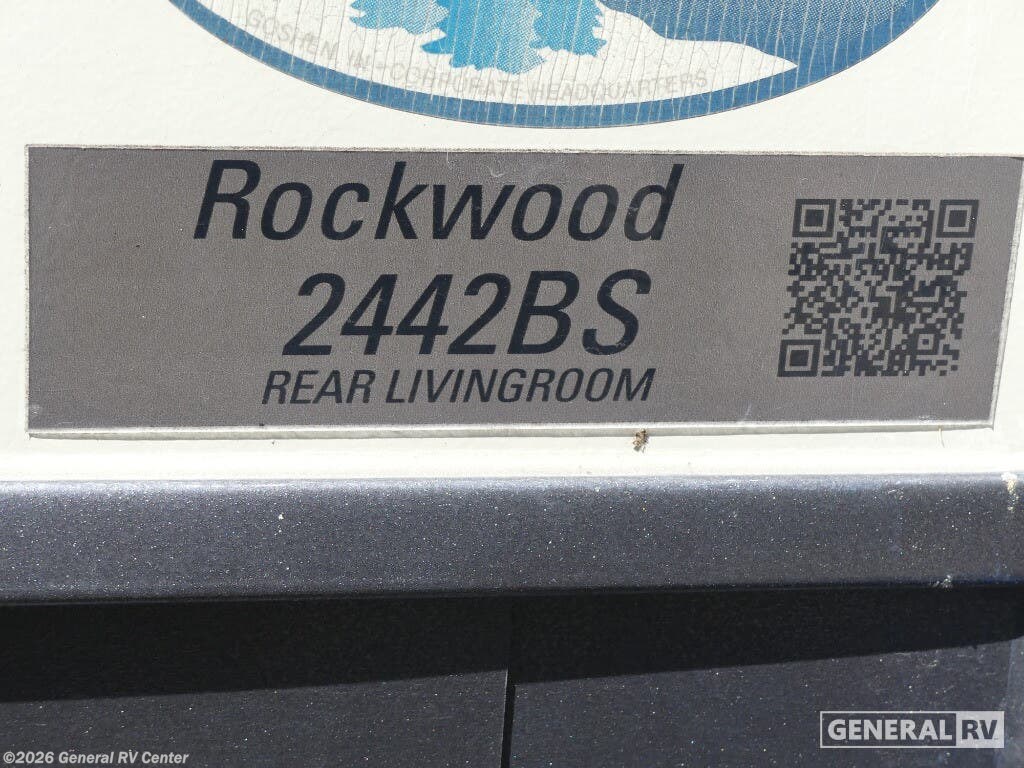 GOSHEN, IN - CORPORATE HEADQUARTERS
Rockwood
2442BS
REAR LIVINGROOM
GENERAL RV
©2026 General RV Center